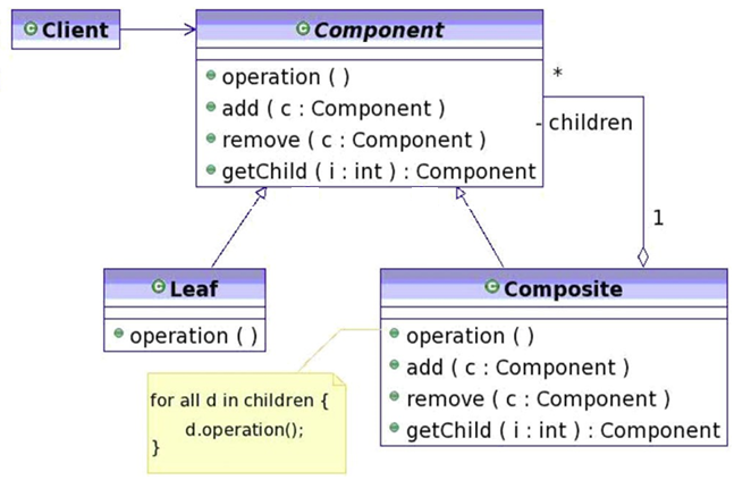 Client
Component
operation ( )
add ( c : Component )
remove ( c : Component )
getChild ( i : int ) : Component
*
- children
1
Leaf
operation ( )
Composite
operation ( )
add ( c : Component )
remove ( c : Component )
getChild ( i : int ) : Component
for all d in children {
d.operation();
}